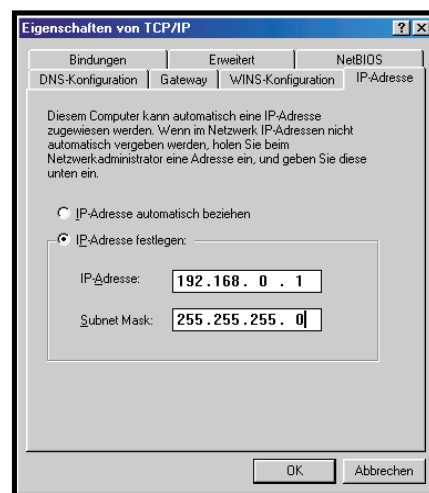 Eigenschaften von TCP/IP
Bindungen Erweitert NetBIOS
DNS-Konfiguration Gateway WINS-Konfiguration IP-Adresse
Diesem Computer kann automatisch eine IP-Adresse
zugewiesen werden. Wenn im Netzwerk IP-Adressen nicht
automatisch vergeben werden, holen Sie beim
Netzwerkadministrator eine Adresse ein, und geben Sie diese
unten ein.
IP-Adresse automatisch beziehen
IP-Adresse festlegen:
IP-Adresse: 192.168. 0 . 1
Subnet Mask: 255.255.255. 0
OK Abbrechen